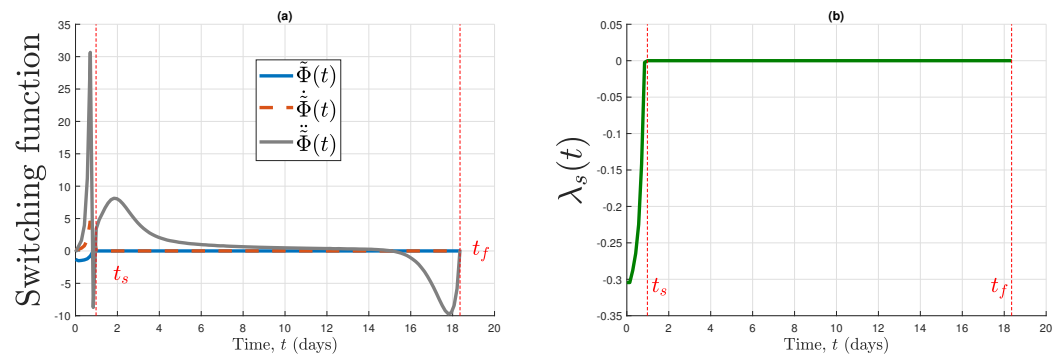 (a)
Switching function
35
30
25
20
15
10
5
0
-5
-10
0 2 4 6 8 10 12 14 16 18 20
Time, t (days)
Φ̃(t)
Φ̃̇(t)
Φ̃̈(t)
t_s
t_f
(b)
λ_s(t)
0.05
0
-0.05
-0.1
-0.15
-0.2
-0.25
-0.3
-0.35
0 2 4 6 8 10 12 14 16 18 20
Time, t (days)
t_s
t_f